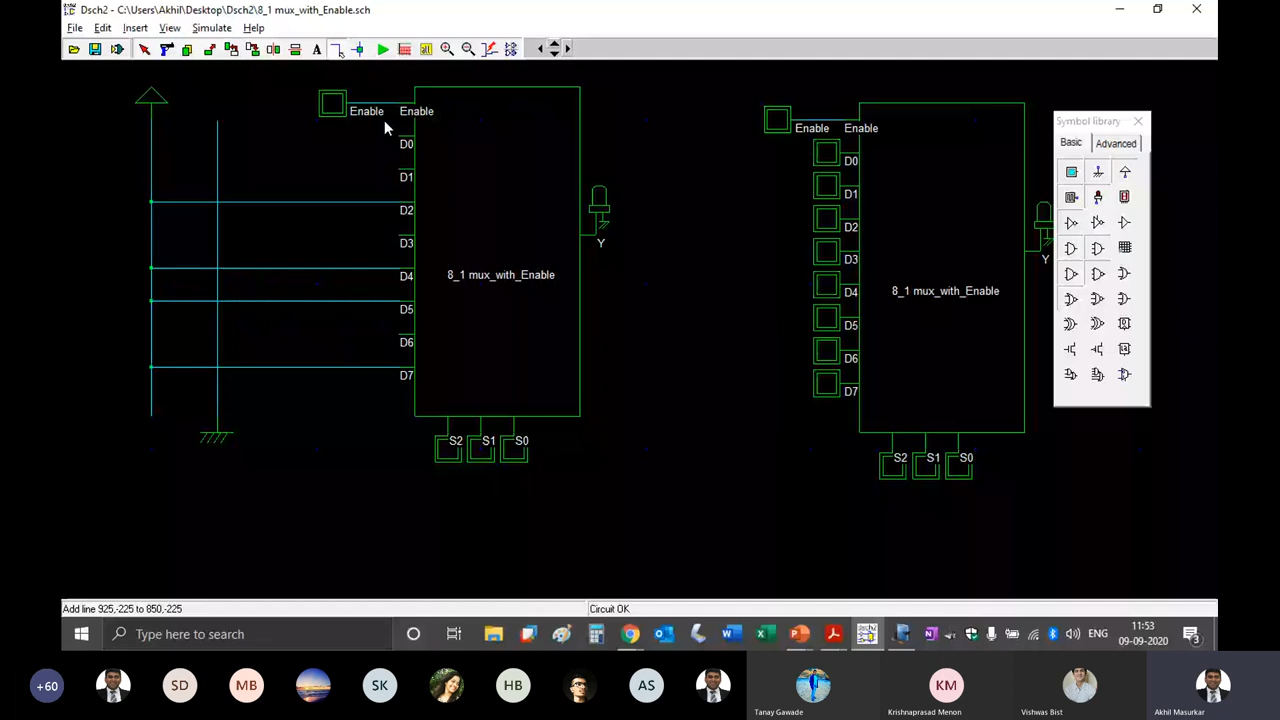 Dsch2 - C:\Users\Akhil\Desktop\Dsch2\8_1 mux_with_Enable.sch
File Edit Insert View Simulate Help
Enable Enable
D0
D1
D2
D3
D4
D5
D6
D7
8_1 mux_with_Enable
Y
S2 S1 S0
Enable Enable
D0
D1
D2
D3
D4
D5
D6
D7
8_1 mux_with_Enable
Y
S2 S1 S0
Symbol library
Basic Advanced
Add line 925,-225 to 850,-225
Circuit OK
Type here to search
ENG
11:53
09-09-2020
3
+60
SD
MB
SK
HB
AS
KM
Tanay Gawade
Krishnaprasad Menon
Vishwas Bist
Akhil Masurkar